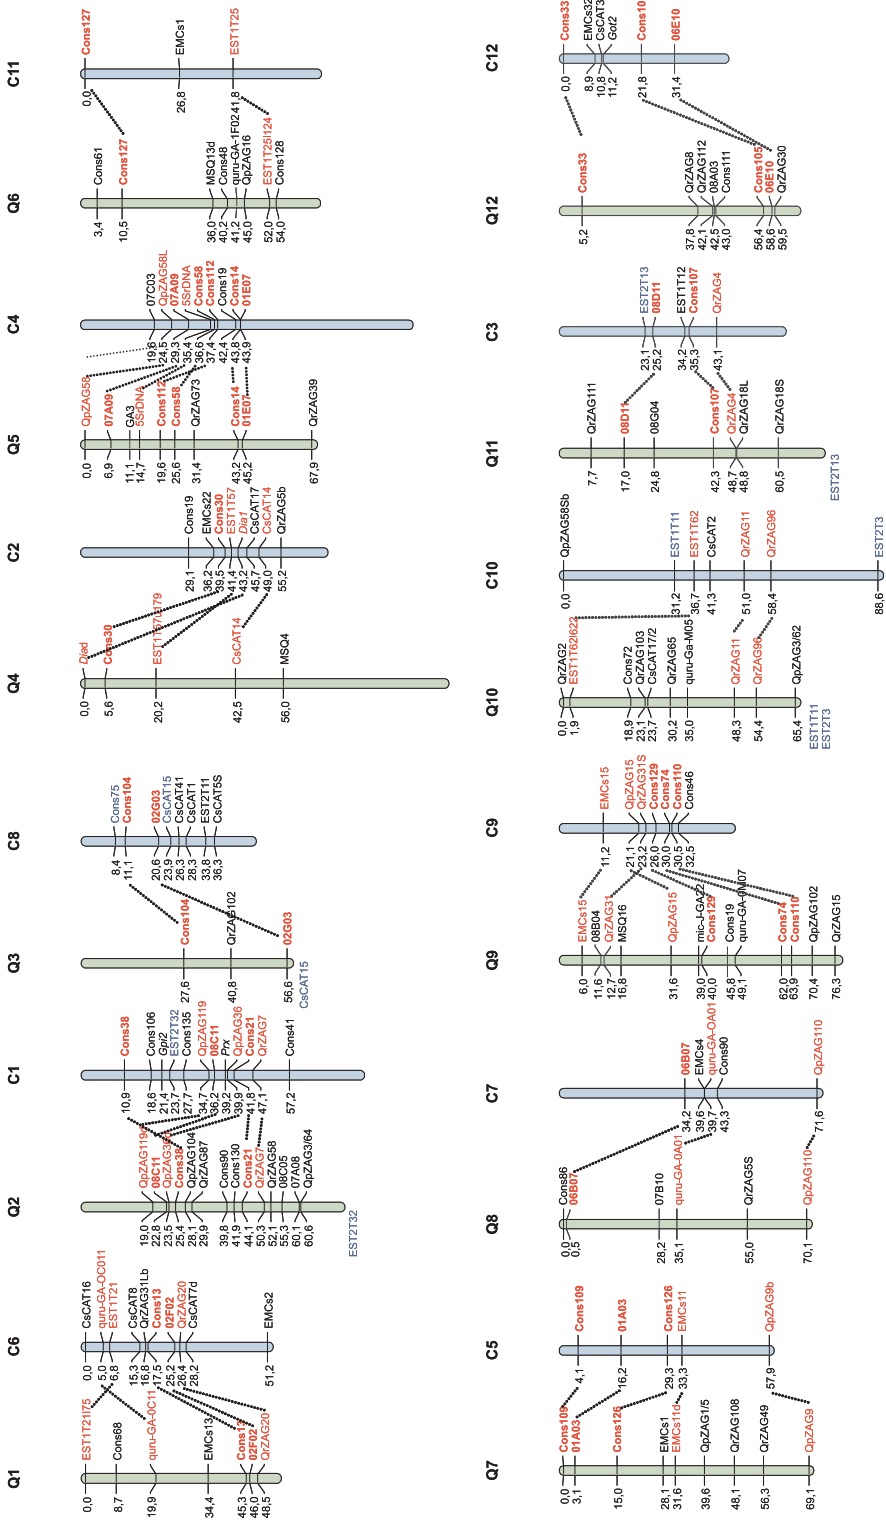 Q1
0,0 EST1T21I75
8,7 Cons68
19,9 quru-GA-0C11
34,4 EMCs13
45,3 Cons13
46,0 02F02
48,5 QrZAG20
C6
0,0 CsCAT16
5,0 quru-GA-OC011
6,8 EST1T21
15,3 CsCAT8
16,8 QrZAG31Lb
17,5 Cons13
25,2 02F02
26,4 QrZAG20
28,2 CsCAT7d
51,2 EMCs2
Q2
19,0 QpZAG119
22,8 08C11
23,5 QpZAG36
25,4 Cons38
28,1 QpZAG104
29,9 QrZAG87
39,9 Cons90
41,9 Cons130
44,1 Cons21
50,3 QrZAG7
52,1 QrZAG58
55,3 08C05
60,1 07A08
60,6 QpZAG3/64
EST2T32
C1
10,9 Cons38
18,6 Cons106
21,4 Gpi2
23,7 EST2T32
27,7 Cons135
34,7 QpZAG119
36,2 08C11
39,2 Prx
39,9 QpZAG36
41,8 Cons21
47,1 QrZAG7
57,2 Cons41
Q3
27,6 Cons104
40,8 QrZAG102
56,6 02G03
CsCAT15
C8
8,4 Cons75
11,1 Cons104
20,6 02G03
23,9 CsCAT15
26,3 CsCAT41
28,3 CsCAT1
33,8 EST2T11
36,3 CsCAT5S
Q4
0,0 Diad
5,6 Cons30
20,2
42,5 CsCAT14
56,0 MSQ4
C2
29,1 Cons19
36,2 EMCs22
39,5 Cons30
41,4 EST1T57
43,2 Dia1
45,7 CsCAT17
49,0 CsCAT14
55,2 QrZAG5b
Q5
0,0 QpZAG58
6,9 07A09
11,1 GA3
14,7 5SrDNA
19,6 Cons112
25,6 Cons58
31,4 QrZAG73
43,2 Cons14
45,2 01E07
67,9 QrZAG39
C4
19,6 07C03
24,5 QpZAG58L
29,3 07A09
35,4 5SrDNA
36,6 Cons58
37,4 Cons112
42,4 Cons19
43,8 Cons14
43,9 01E07
Q6
3,4 Cons61
10,5 Cons127
36,0 MSQ13d
40,2 Cons48
41,2 quru-GA-1F02
45,0 QpZAG16
52,0 EST1T25I124
54,0 Cons128
C11
0,0 Cons127
26,8 EMCs1
41,8 EST1T25
Q7
0,0 Cons109
3,1 01A03
15,0 Cons126
28,1 EMCs1
31,6 EMCs11d
39,6 QpZAG1/5
48,1 QrZAG108
56,3 QrZAG49
69,1 QpZAG9
C5
4,1 Cons109
16,2 01A03
29,3 Cons126
33,3 EMCs11
57,9 QpZAG9b
Q8
0,0 Cons86
0,5 06B07
28,2 07B10
35,1 quru-GA-0A01
55,0 QrZAG5S
70,1 QpZAG110
C7
34,2 06B07
39,6 EMCs4
39,7 quru-GA-OA01
43,3 Cons90
71,6 QpZAG110
Q9
6,0 EMCs15
11,6 08B04
12,7 QrZAG31
16,8 MSQ16
31,6 QpZAG15
39,0 mic-J-GA22
40,0 Cons129
45,8 Cons19
49,1 quru-GA-0M07
62,0 Cons74
63,9 Cons110
70,4 QpZAG102
76,3 QrZAG15
C9
11,2 EMCs15
21,1 QpZAG15
23,2 QrZAG31S
26,0 Cons129
30,0 Cons74
30,5 Cons110
32,5 Cons46
Q10
0,0 QrZAG2
1,9 EST1T62I622
18,9 Cons72
23,1 QrZAG103
23,7 CsCAT17/2
30,2 QrZAG65
35,0 quru-Ga-M05
48,3 QrZAG11
54,4 QrZAG96
65,4 QpZAG3/62
EST1T11
EST2T3
C10
0,0 QpZAG58Sb
31,2 EST1T11
36,7 EST1T62
41,3 CsCAT2
51,0 QrZAG11
58,4 QrZAG96
88,6 EST2T3
Q11
7,7 QrZAG111
17,0 08D11
24,8 08G04
42,3 Cons107
48,7 QrZAG4
48,8 QrZAG18L
60,5 QrZAG18S
EST2T13
C3
23,1 EST2T13
25,2 08D11
34,2 EST1T12
35,3 Cons107
43,1 QrZAG4
Q12
5,2 Cons33
37,8 QrZAG8
42,1 QrZAG112
42,5 08A03
43,0 Cons111
56,4 Cons105
58,6 06E10
59,5 QrZAG30
C12
0,0 Cons33
8,9 EMCs32
10,8 CsCAT3
11,2 Got2
21,8 Cons10
31,4 06E10